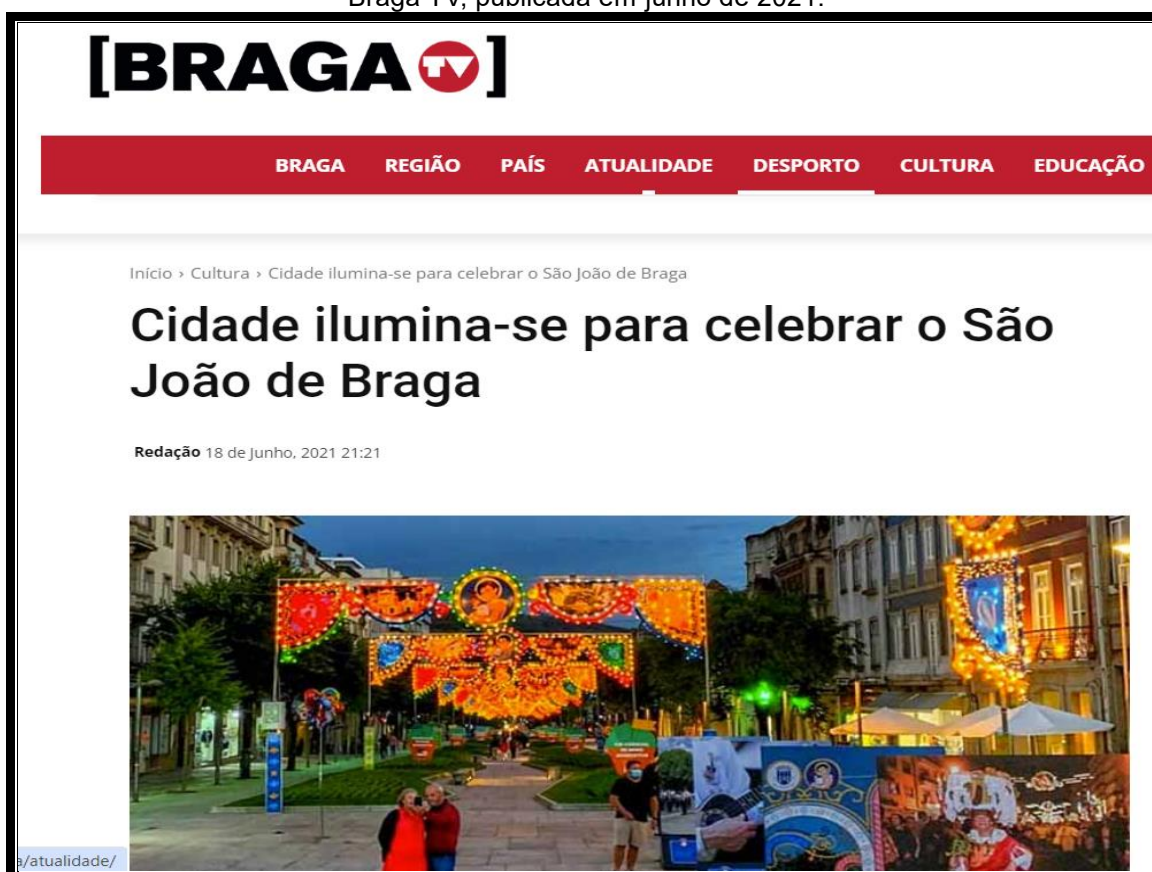 Braga TV, publicada em junho de 2021.
[BRAGA TV]
BRAGA REGIÃO PAÍS ATUALIDADE DESPORTO CULTURA EDUCAÇÃO
Início › Cultura › Cidade ilumina-se para celebrar o São João de Braga
Cidade ilumina-se para celebrar o São
João de Braga
Redação 18 de Junho, 2021 21:21
a/atualidade/